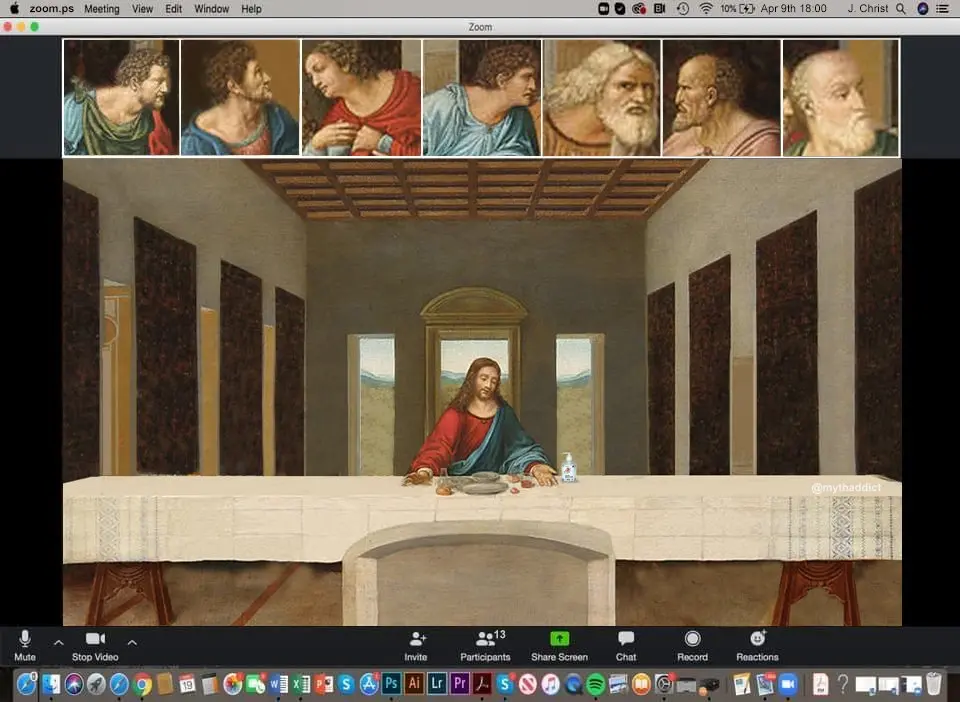 zoom.ps Meeting View Edit Window Help 10% Apr 9th 18:00 J. Christ
Zoom
@mythaddict
13
Mute Stop Video Invite Participants Share Screen Chat Record Reactions
19 W X P S Ps Ai Lr Pr S